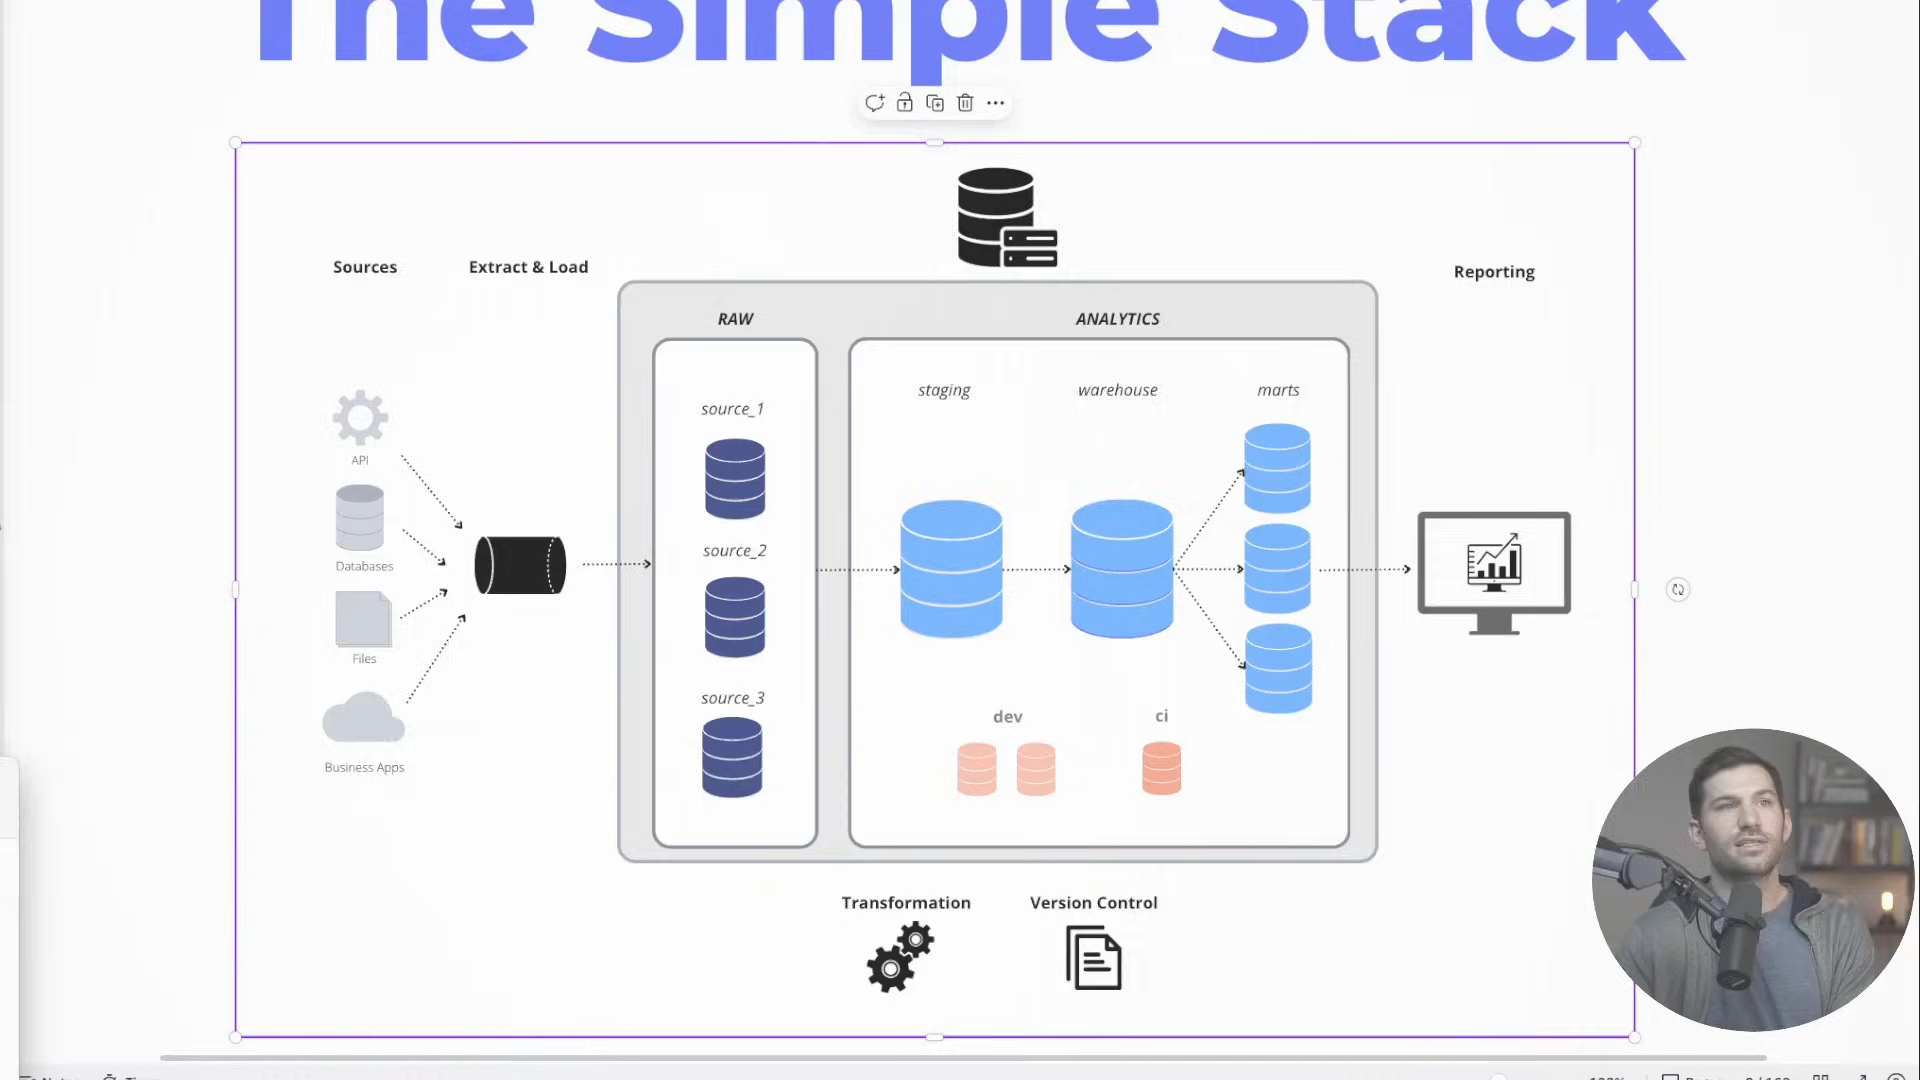 The Simple Stack
Sources
Extract & Load
Reporting
RAW
ANALYTICS
staging
warehouse
marts
source_1
source_2
source_3
API
Databases
Files
Business Apps
dev
ci
Transformation
Version Control